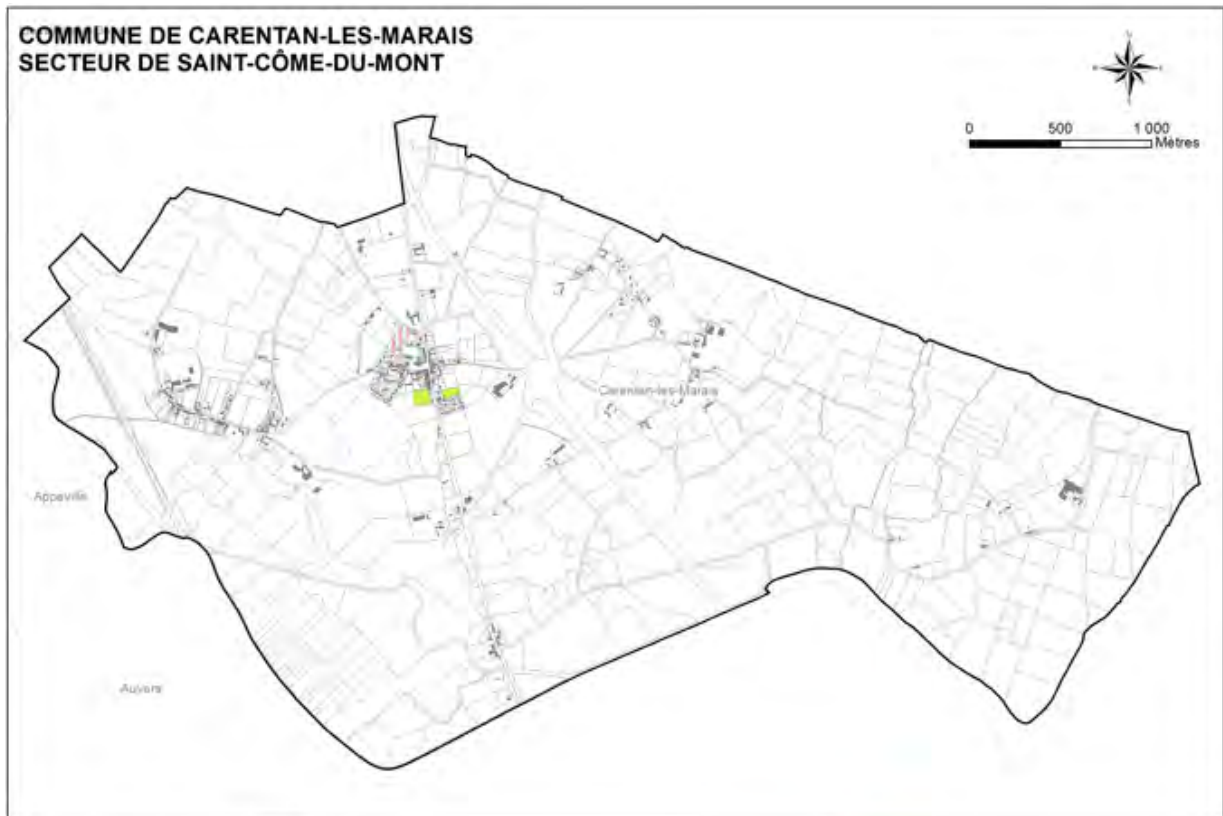 COMMUNE DE CARENTAN-LES-MARAIS
SECTEUR DE SAINT-CÔME-DU-MONT
0 500 1 000
Mètres
Carentan-les-Marais
Appeville
Auvers